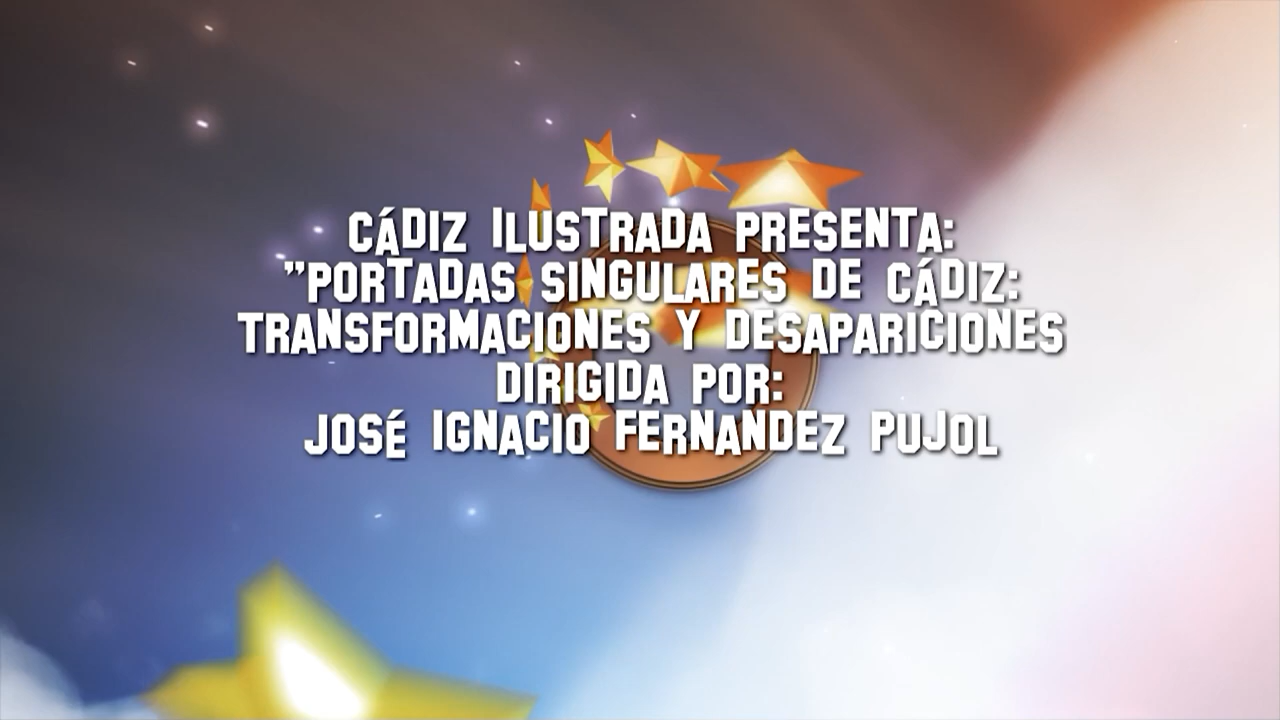 CÁDIZ ILUSTRADA PRESENTA:
"PORTADAS SINGULARES DE CÁDIZ:
TRANSFORMACIONES Y DESAPARICIONES
DIRIGIDA POR:
JOSÉ IGNACIO FERNANDEZ PUJOL